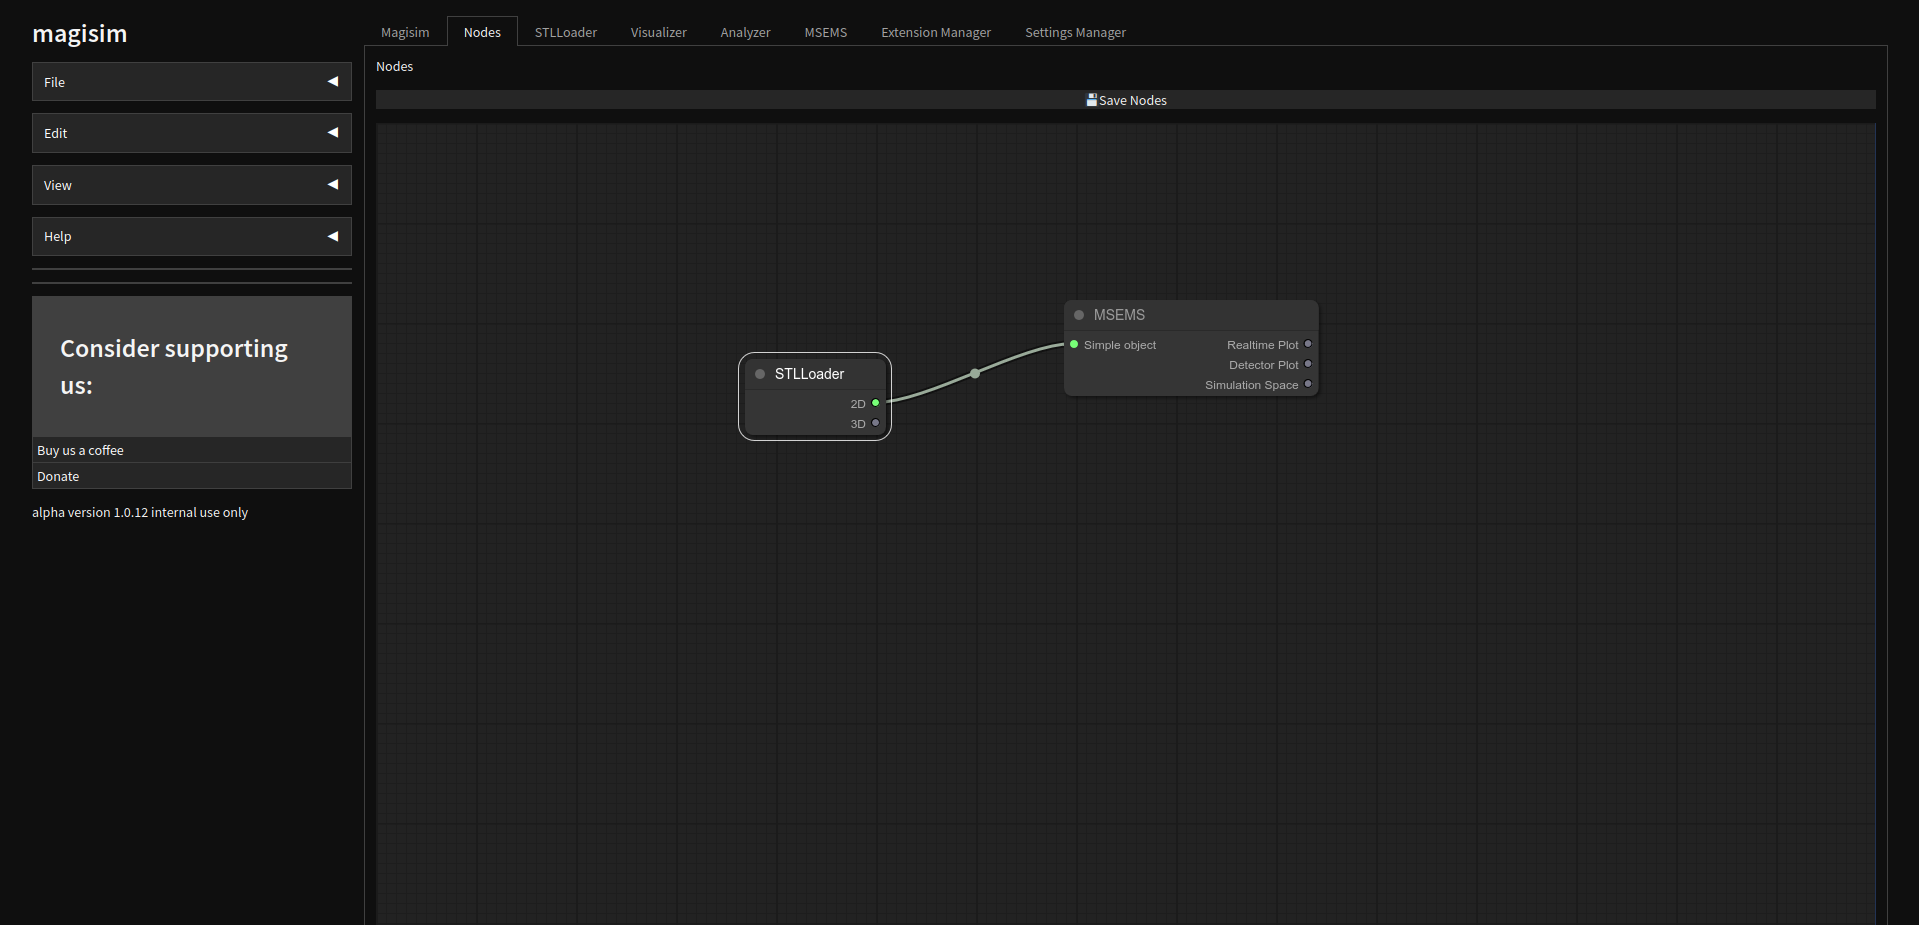 magisim
File
Edit
View
Help
Consider supporting
us:
Buy us a coffee
Donate
alpha version 1.0.12 internal use only
Magisim Nodes STLLoader Visualizer Analyzer MSEMS Extension Manager Settings Manager
Nodes
💾Save Nodes
STLLoader
2D
3D
MSEMS
Simple object Realtime Plot
Detector Plot
Simulation Space